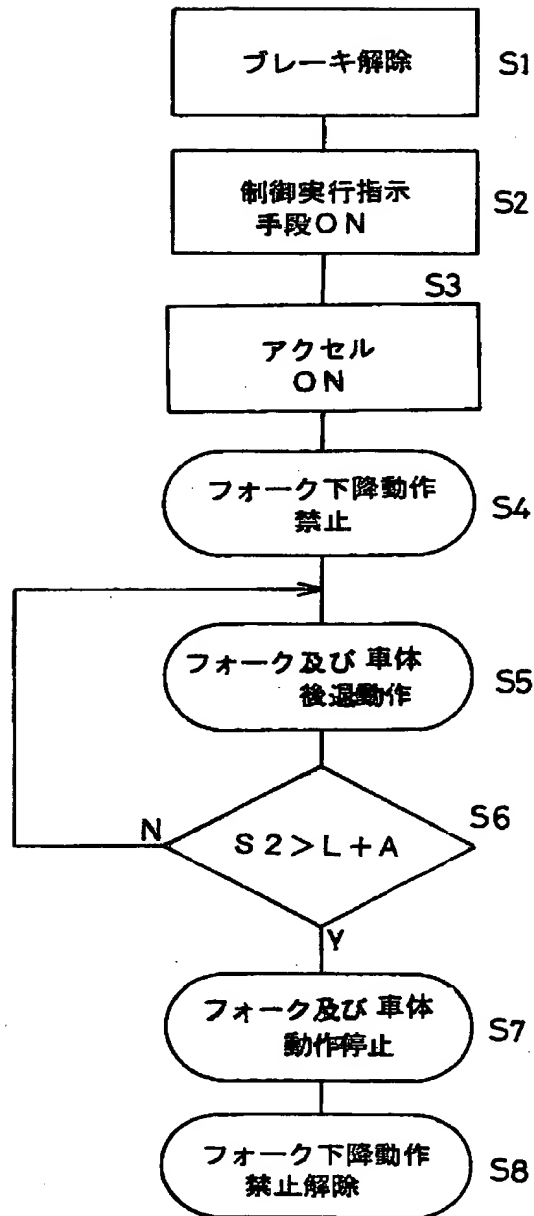 ブレーキ解除
S1
制御実行指示
手段ON
S2
S3
アクセル
ON
フォーク下降動作
禁止
S4
フォーク及び車体
後退動作
S5
S2>L+A
S6
N
Y
フォーク及び車体
動作停止
S7
フォーク下降動作
禁止解除
S8